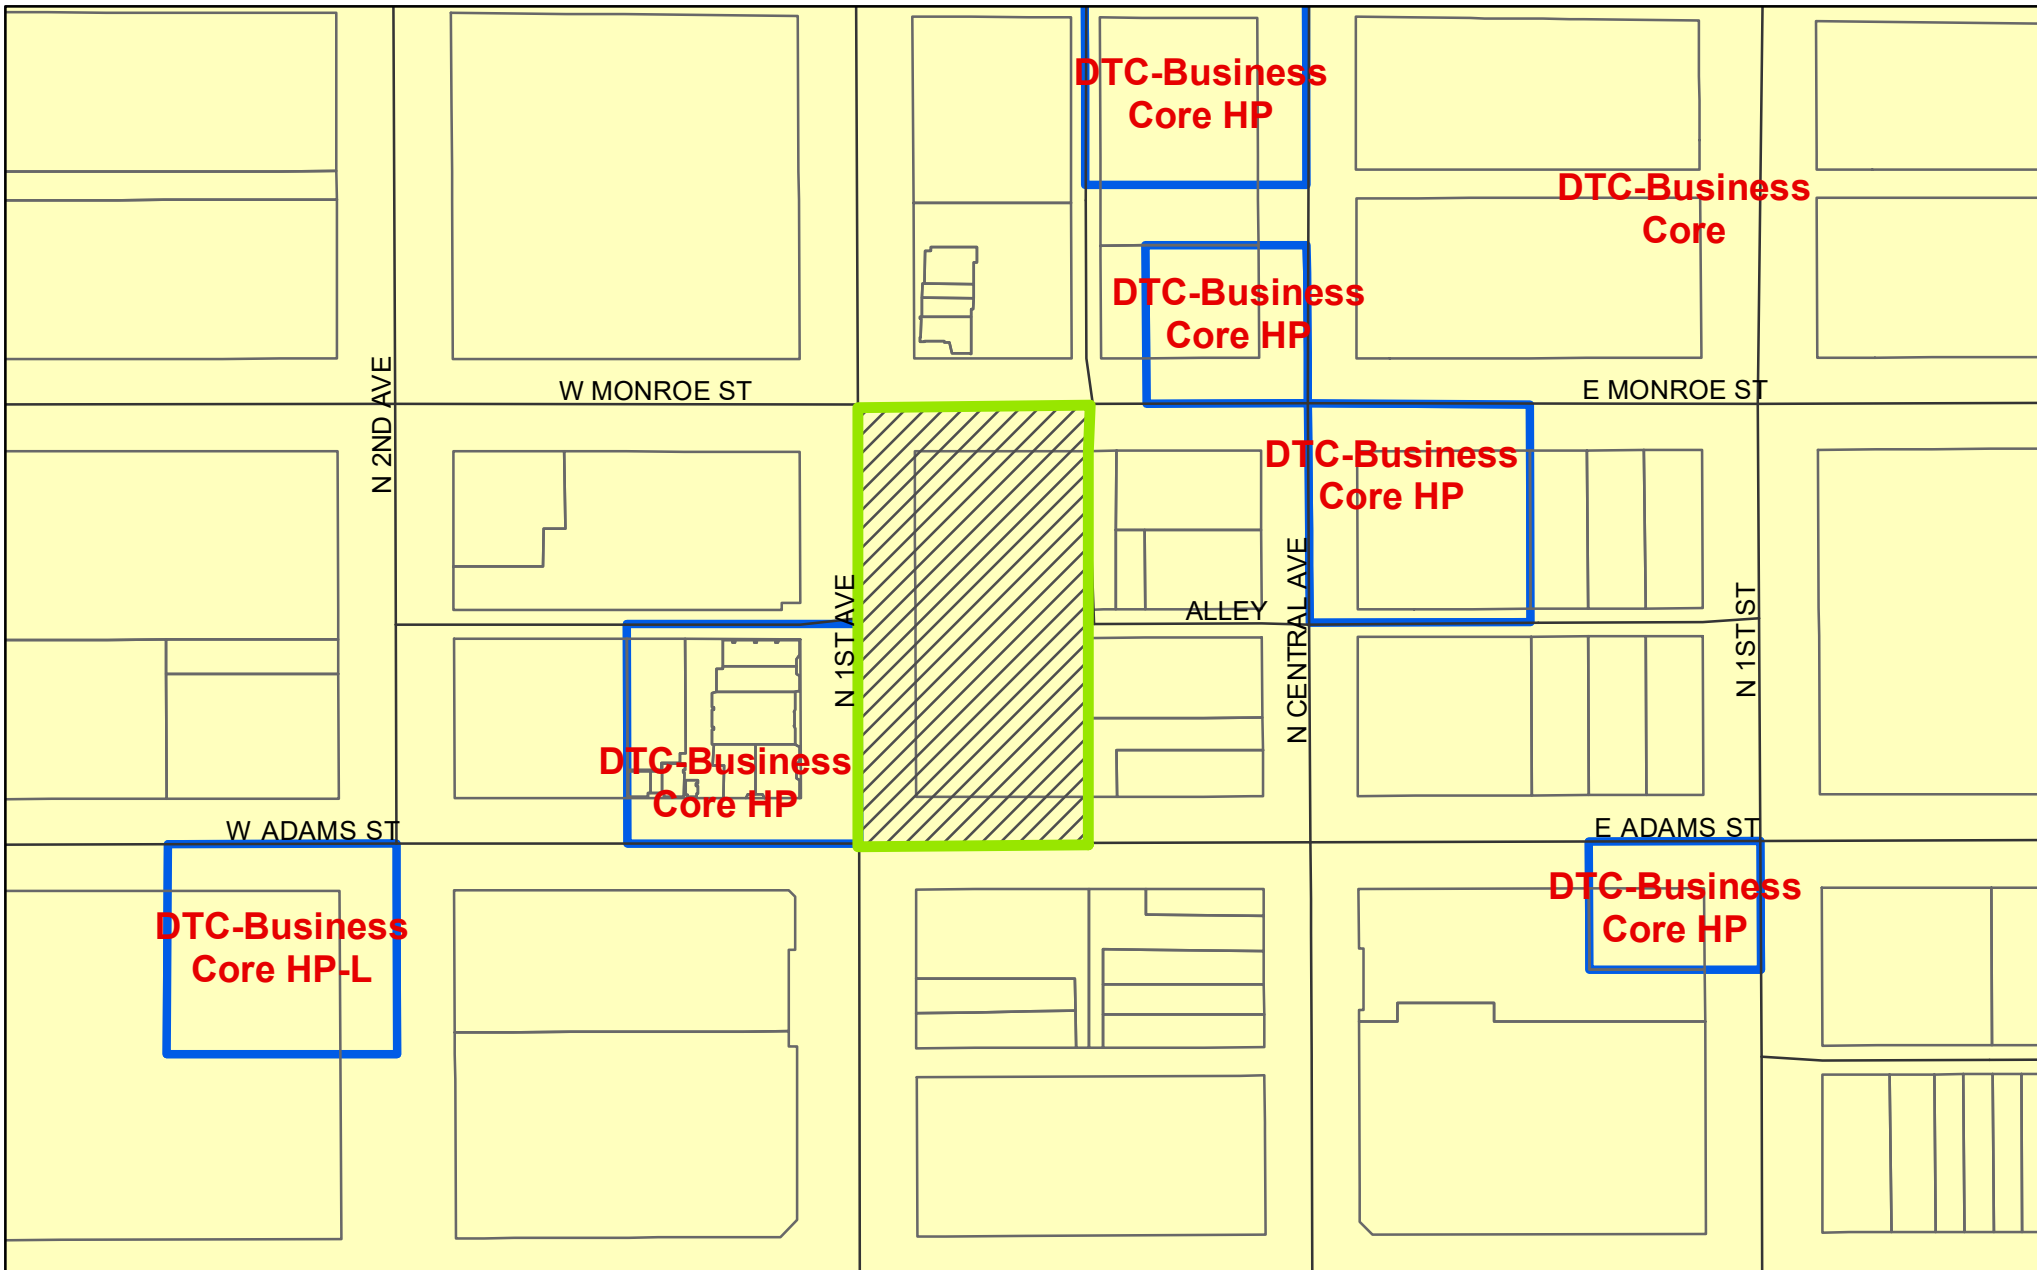 DTC-Business
Core HP
DTC-Business
Core
DTC-Business
Core HP
W MONROE ST
E MONROE ST
N 2ND AVE
DTC-Business
Core HP
N 1ST AVE
ALLEY
N CENTRAL AVE
N 1ST ST
DTC-Business
Core HP
W ADAMS ST
E ADAMS ST
DTC-Business
Core HP-L
DTC-Business
Core HP